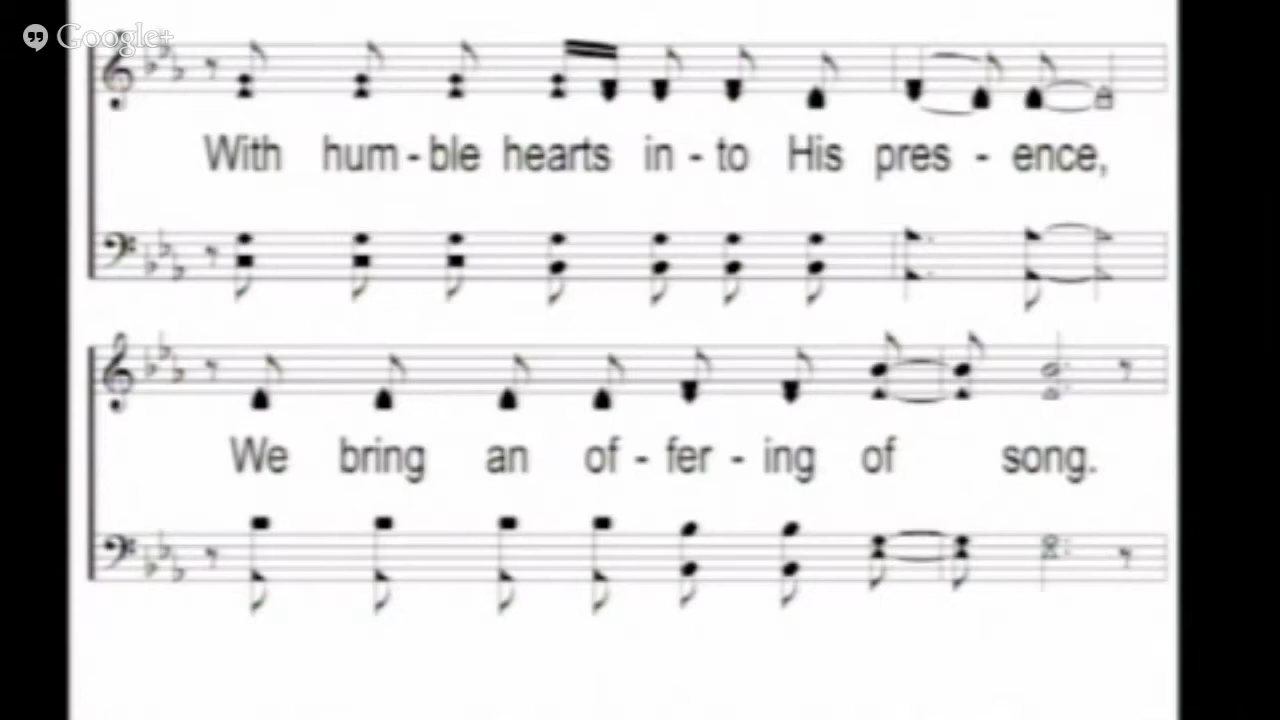 Google+
With hum - ble hearts in - to His pres - ence,
We bring an of - fer - ing of song.